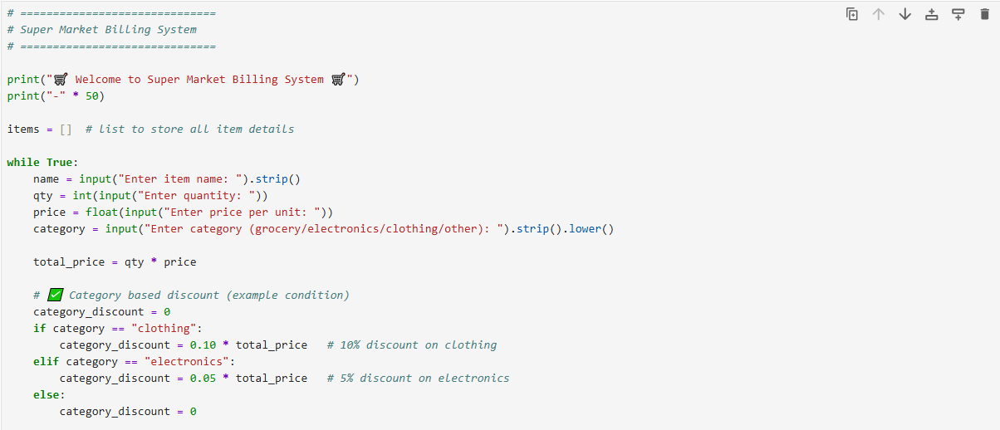 # ==============================
# Super Market Billing System
# ==============================

print("🛒 Welcome to Super Market Billing System 🛒")
print("-" * 50)

items = []  # list to store all item details

while True:
    name = input("Enter item name: ").strip()
    qty = int(input("Enter quantity: "))
    price = float(input("Enter price per unit: "))
    category = input("Enter category (grocery/electronics/clothing/other): ").strip().lower()

    total_price = qty * price

    # ✅ Category based discount (example condition)
    category_discount = 0
    if category == "clothing":
        category_discount = 0.10 * total_price   # 10% discount on clothing
    elif category == "electronics":
        category_discount = 0.05 * total_price   # 5% discount on electronics
    else:
        category_discount = 0